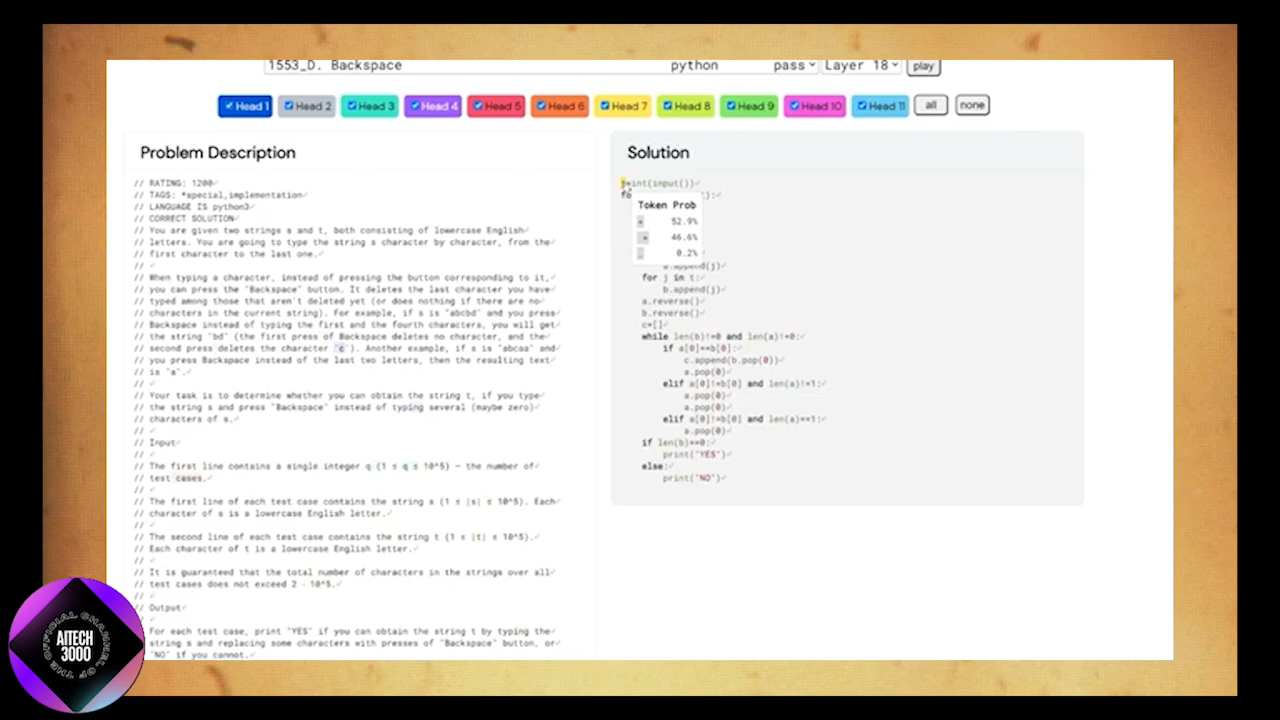 1553_D. Backspace python pass Layer 18 play
Head 1 Head 2 Head 3 Head 4 Head 5 Head 6 Head 7 Head 8 Head 9 Head 10 Head 11 all none
Problem Description
// RATING: 1200
// TAGS: *special,implementation
// LANGUAGE IS python3
// CORRECT SOLUTION
// You are given two strings s and t, both consisting of lowercase English
// letters. You are going to type the string s character by character, from the
// first character to the last one.
//
// When typing a character, instead of pressing the button corresponding to it,
// you can press the "Backspace" button. It deletes the last character you have
// typed among those that aren't deleted yet (or does nothing if there are no
// characters in the current string). For example, if s is "abcbd" and you press
// Backspace instead of typing the first and the fourth characters, you will get
// the string "bd" (the first press of Backspace deletes no character, and the
// second press deletes the character "c"). Another example, if s is "abcaa" and
// you press Backspace instead of the last two letters, then the resulting text
// is "a".
//
// Your task is to determine whether you can obtain the string t, if you type
// the string s and press "Backspace" instead of typing several (maybe zero)
// characters of s.
//
// Input
//
// The first line contains a single integer q (1 ≤ q ≤ 10^5) — the number of
// test cases.
//
// The first line of each test case contains the string s (1 ≤ |s| ≤ 10^5). Each
// character of s is a lowercase English letter.
//
// The second line of each test case contains the string t (1 ≤ |t| ≤ 10^5).
// Each character of t is a lowercase English letter.
//
// It is guaranteed that the total number of characters in the strings over all
// test cases does not exceed 2 · 10^5.
//
// Output
//
For each test case, print "YES" if you can obtain the string t by typing the
string s and replacing some characters with presses of "Backspace" button, or
"NO" if you cannot.
Solution
=int(input())
fo t):
Token Prob
= 52.9%
= 46.6%
0.2%
a.append(j)
for j in t:
b.append(j)
a.reverse()
b.reverse()
c=[]
while len(b)!=0 and len(a)!=0:
if a[0]==b[0]:
c.append(b.pop(0))
a.pop(0)
elif a[0]!=b[0] and len(a)!=1:
a.pop(0)
a.pop(0)
elif a[0]!=b[0] and len(a)==1:
a.pop(0)
if len(b)==0:
print("YES")
else:
print("NO")
THE OFFICIAL CHANNEL OF THE
AITECH
3000